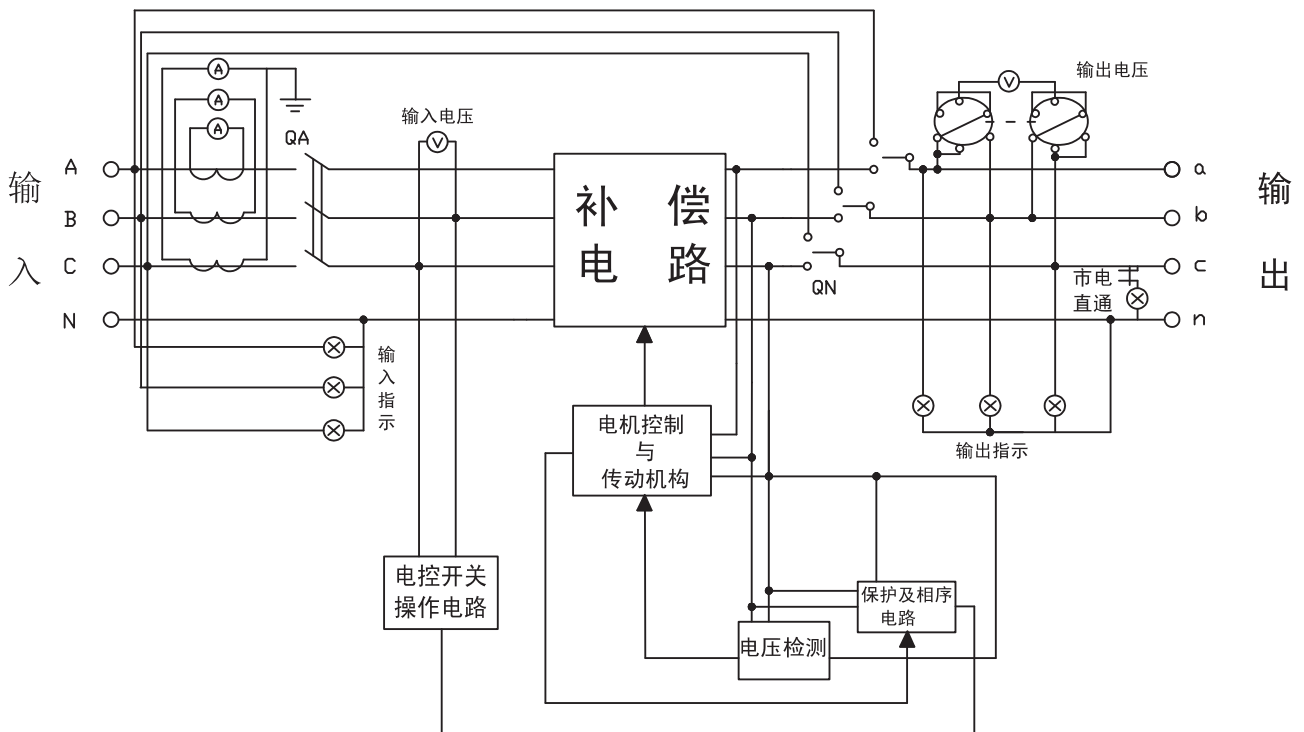 A
A
A
QA
输入电压
V
V
输出电压
输
入
A
B
C
N
补 偿
电 路
QN
a
b
c
n
输
出
市电
直通
输
入
指
示
电机控制
与
传动机构
输出指示
电控开关
操作电路
保护及相序
电路
电压检测